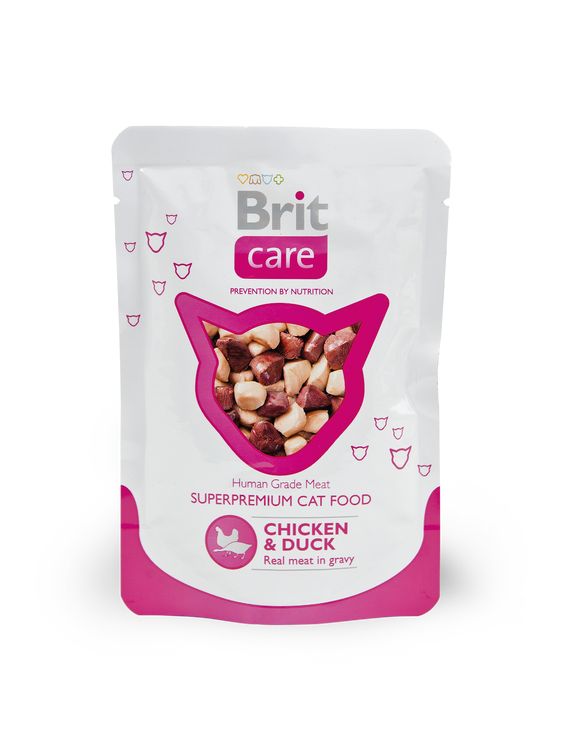 Brit
care
PREVENTION BY NUTRITION
Human Grade Meat
SUPERPREMIUM CAT FOOD
CHICKEN
& DUCK
Real meat in gravy